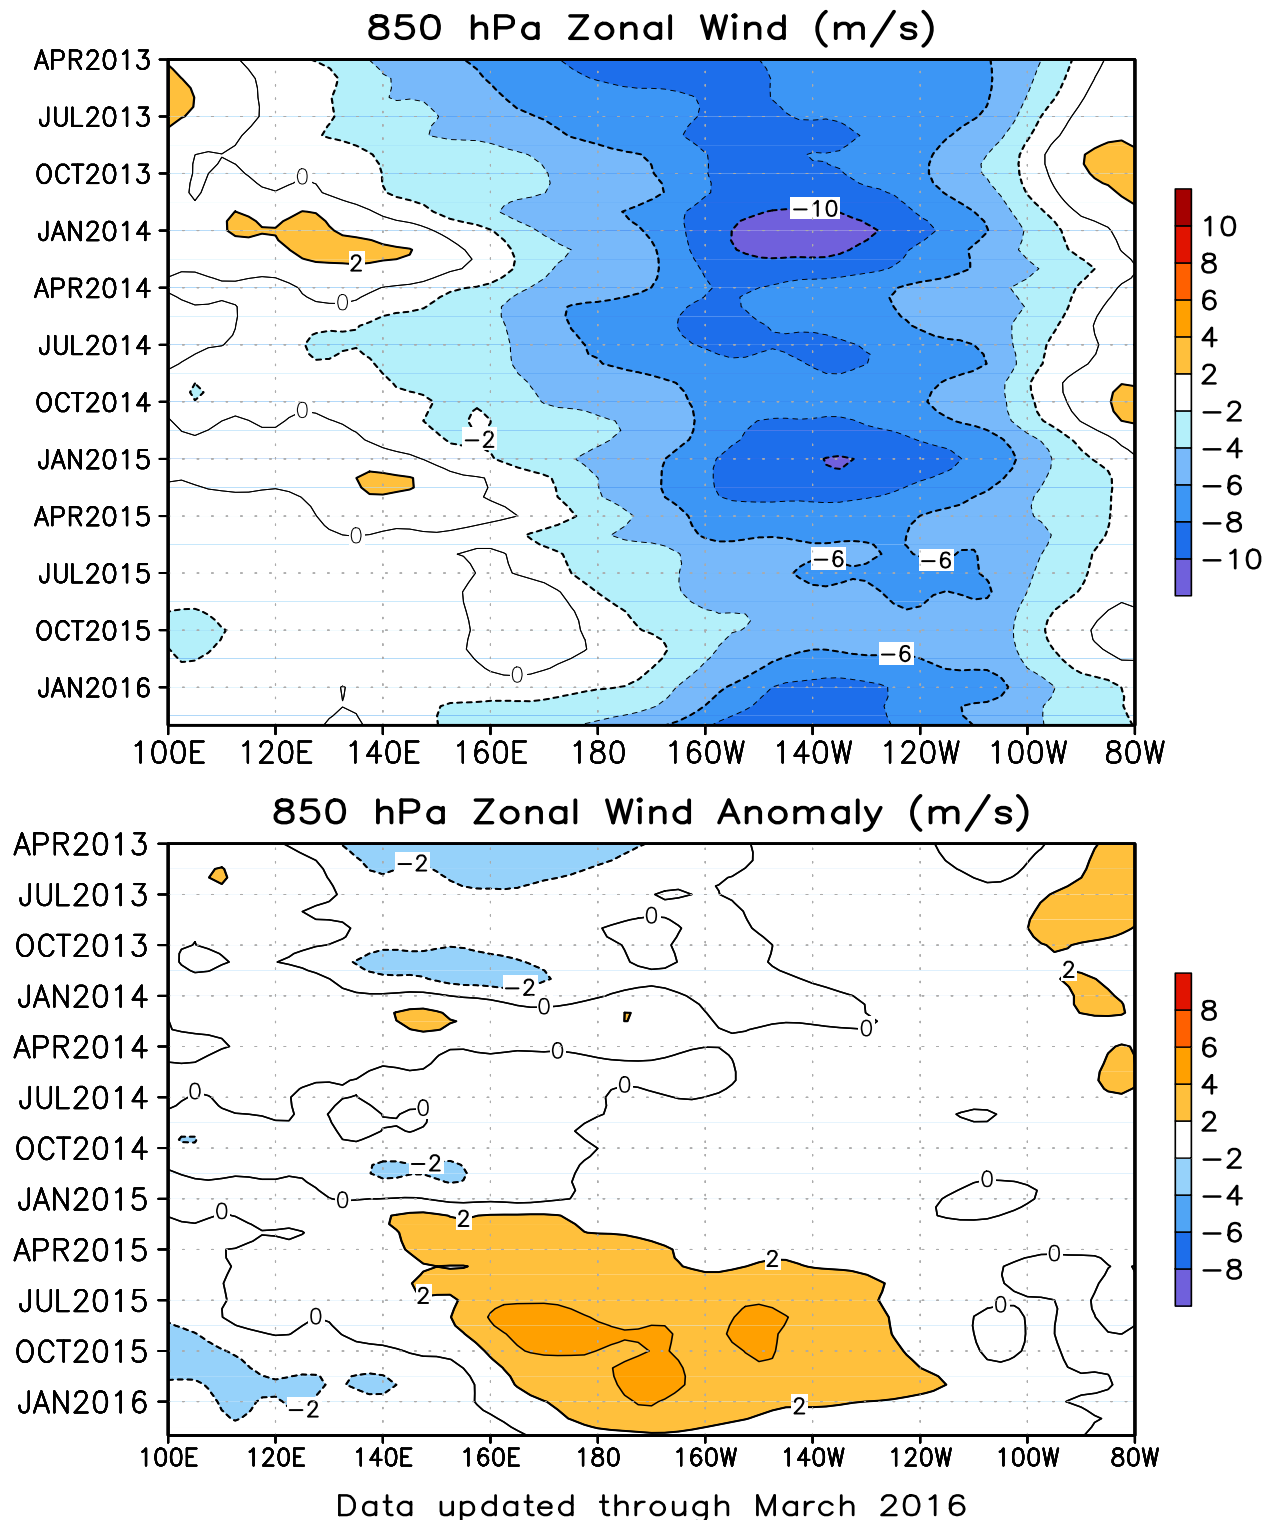 850 hPa Zonal Wind (m/s)
APR2013
JUL2013
OCT2013
JAN2014
APR2014
JUL2014
OCT2014
JAN2015
APR2015
JUL2015
OCT2015
JAN2016
0
−10
2
0
0
−2
0
−6
−6
−6
0
100E 120E 140E 160E 180 160W 140W 120W 100W 80W
10
8
6
4
2
−2
−4
−6
−8
−10
850 hPa Zonal Wind Anomaly (m/s)
APR2013
JUL2013
OCT2013
JAN2014
APR2014
JUL2014
OCT2014
JAN2015
APR2015
JUL2015
OCT2015
JAN2016
−2
0
2
−2
0
0
0
0
0
0
−2
0
0
0
2
2
0
2
0
0
−2
2
100E 120E 140E 160E 180 160W 140W 120W 100W 80W
8
6
4
2
−2
−4
−6
−8
Data updated through March 2016